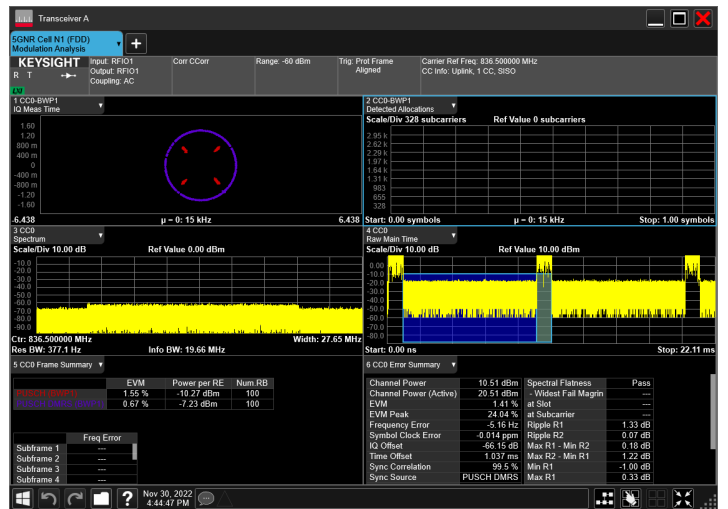 Transceiver A
5GNR Cell N1 (FDD)
Modulation Analysis
KEYSIGHT
R T
LXI
Input: RFIO1
Output: RFIO1
Coupling: AC
Corr CCorr
Range: -60 dBm
Trig: Prot Frame
Aligned
Carrier Ref Freq: 836.500000 MHz
CC Info: Uplink, 1 CC, SISO
1 CC0-BWP1
IQ Meas Time
1.60
1.20
800 m
400 m
0
-400 m
-800 m
-1.20
-1.60
-6.438
μ = 0: 15 kHz
6.438
2 CC0-BWP1
Detected Allocations
Scale/Div 328 subcarriers
Ref Value 0 subcarriers
2.95 k
2.62 k
2.29 k
1.97 k
1.64 k
1.31 k
983
655
328
Start: 0.00 symbols
μ = 0: 15 kHz
Stop: 1.00 symbols
3 CC0
Spectrum
Scale/Div 10.00 dB
Ref Value 0.00 dBm
-10.0
-20.0
-30.0
-40.0
-50.0
-60.0
-70.0
-80.0
-90.0
Ctr: 836.500000 MHz
Width: 27.65 MHz
Res BW: 377.1 Hz
Info BW: 19.66 MHz
4 CC0
Raw Main Time
Scale/Div 10.00 dB
Ref Value 10.00 dBm
0.00
-10.0
-20.0
-30.0
-40.0
-50.0
-60.0
-70.0
-80.0
Start: 0.00 ns
Stop: 22.11 ms
5 CC0 Frame Summary
EVM Power per RE Num.RB
PUSCH (BWP1) 1.55 % -10.27 dBm 100
0.67 % -7.23 dBm 100
Freq Error
Subframe 1 ---
Subframe 2 ---
Subframe 3 ---
Subframe 4 ---
6 CC0 Error Summary
Channel Power 10.51 dBm
Channel Power (Active) 20.51 dBm
EVM 1.41 %
EVM Peak 24.04 %
Frequency Error -5.16 Hz
Symbol Clock Error -0.014 ppm
IQ Offset -66.15 dB
Time Offset 1.037 ms
Sync Correlation 99.5 %
Sync Source PUSCH DMRS
Spectral Flatness Pass
- Widest Fail Magrin ---
at Slot ---
at Subcarrier ---
Ripple R1 1.33 dB
Ripple R2 0.07 dB
Max R1 - Min R2 0.18 dB
Max R2 - Min R1 1.22 dB
Min R1 -1.00 dB
Max R1 0.33 dB
?
Nov 30, 2022
4:44:47 PM